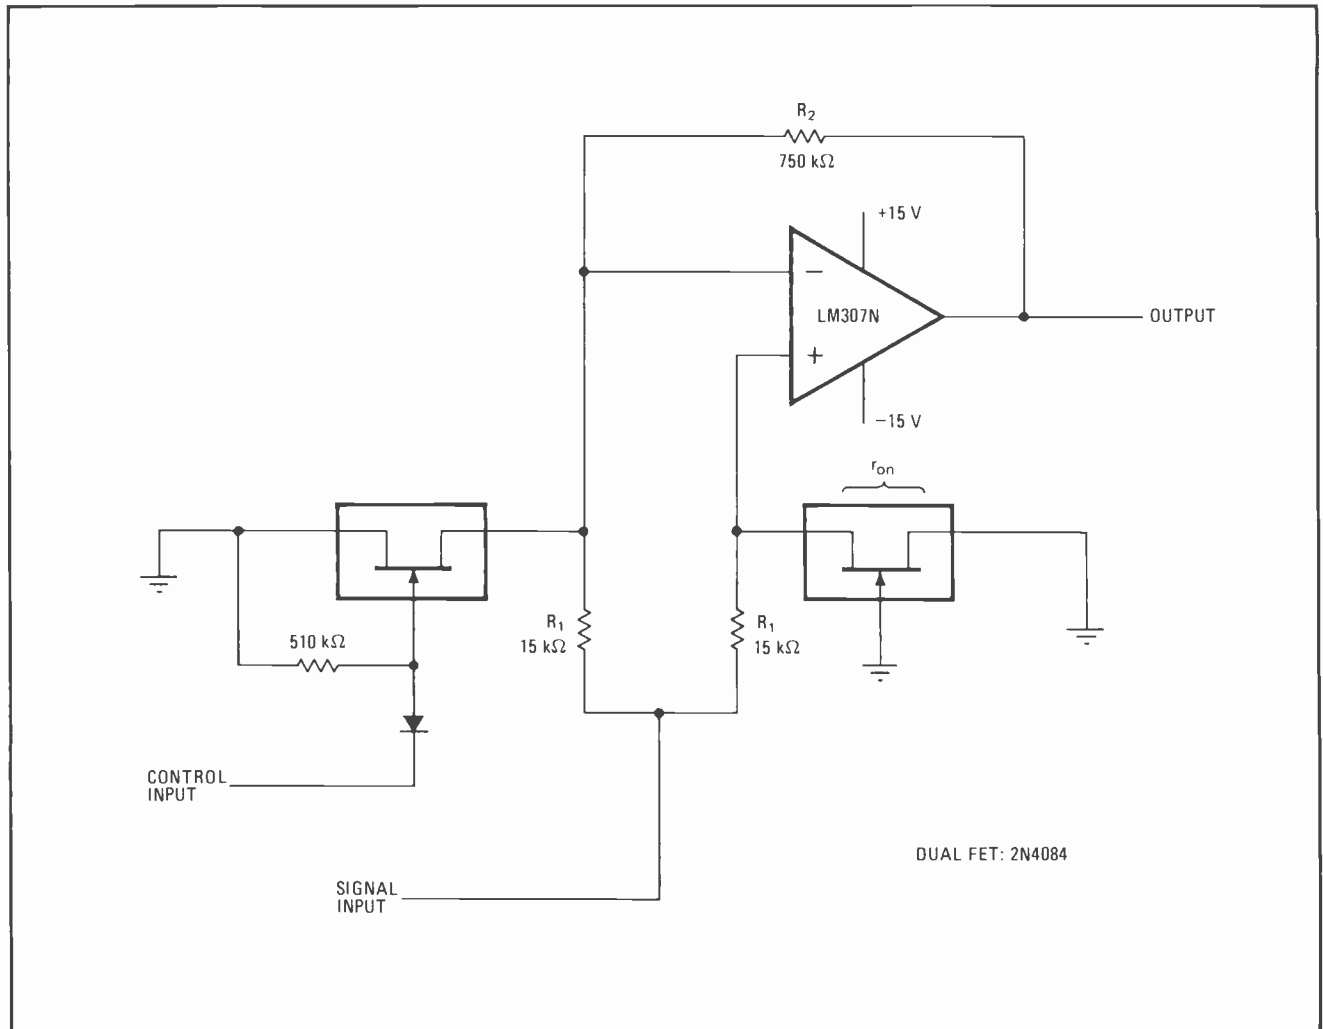 R2
750 kΩ
+15 V
−
LM307N
OUTPUT
+
−15 V
ron
R1
15 kΩ
R1
15 kΩ
510 kΩ
CONTROL
INPUT
DUAL FET: 2N4084
SIGNAL
INPUT